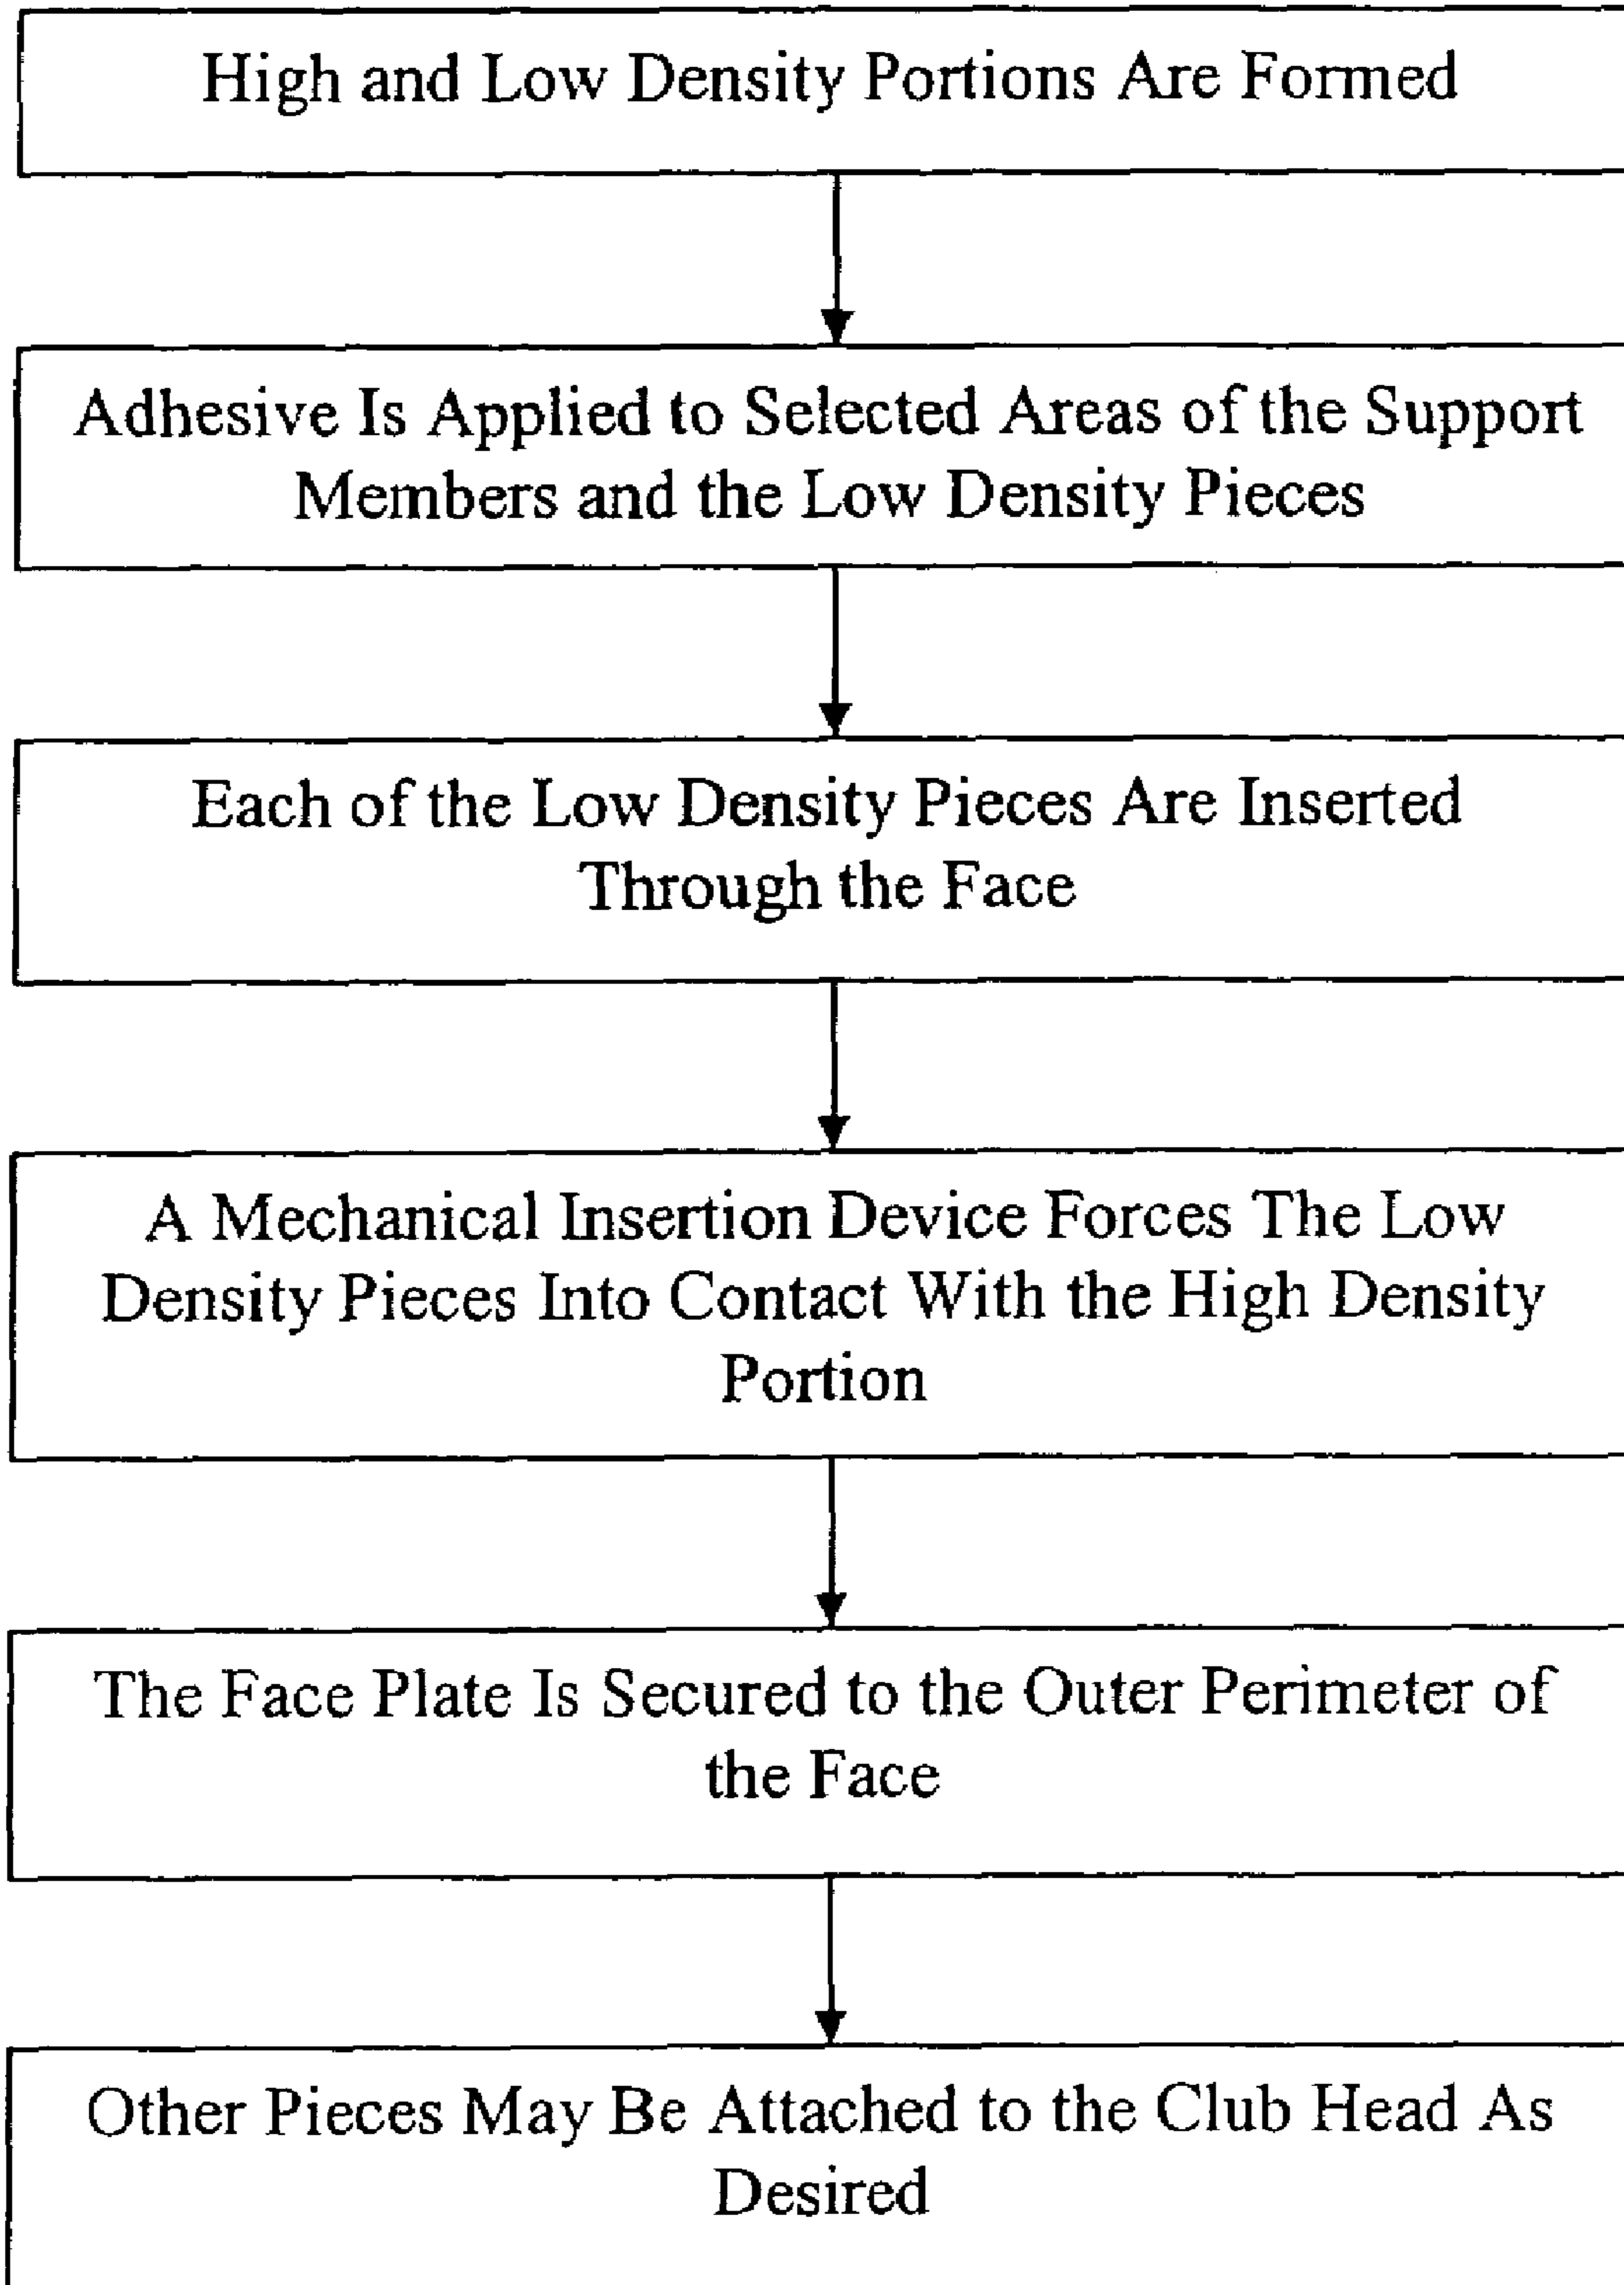 High and Low Density Portions Are Formed
Adhesive Is Applied to Selected Areas of the Support
Members and the Low Density Pieces
Each of the Low Density Pieces Are Inserted
Through the Face
A Mechanical Insertion Device Forces The Low
Density Pieces Into Contact With the High Density
Portion
The Face Plate Is Secured to the Outer Perimeter of
the Face
Other Pieces May Be Attached to the Club Head As
Desired